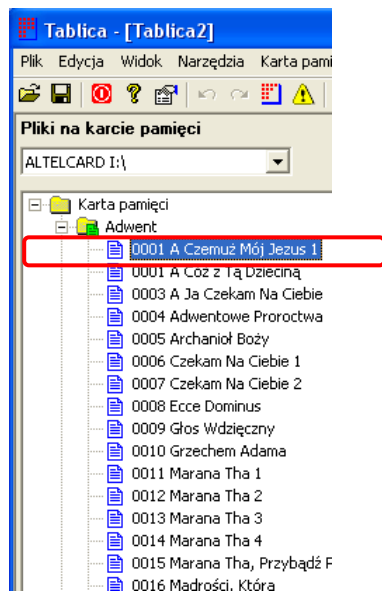 Tablica - [Tablica2]
Plik Edycja Widok Narzędzia Karta pami
Pliki na karcie pamięci
ALTELCARD I:\
Karta pamięci
Adwent
0001 A Czemuż Mój Jezus 1
0001 A Cóż z Tą Dzieciną
0003 A Ja Czekam Na Ciebie
0004 Adwentowe Proroctwa
0005 Archanioł Boży
0006 Czekam Na Ciebie 1
0007 Czekam Na Ciebie 2
0008 Ecce Dominus
0009 Głos Wdzięczny
0010 Grzechem Adama
0011 Marana Tha 1
0012 Marana Tha 2
0013 Marana Tha 3
0014 Marana Tha 4
0015 Marana Tha, Przybądź P
0016 Mądrości, Która